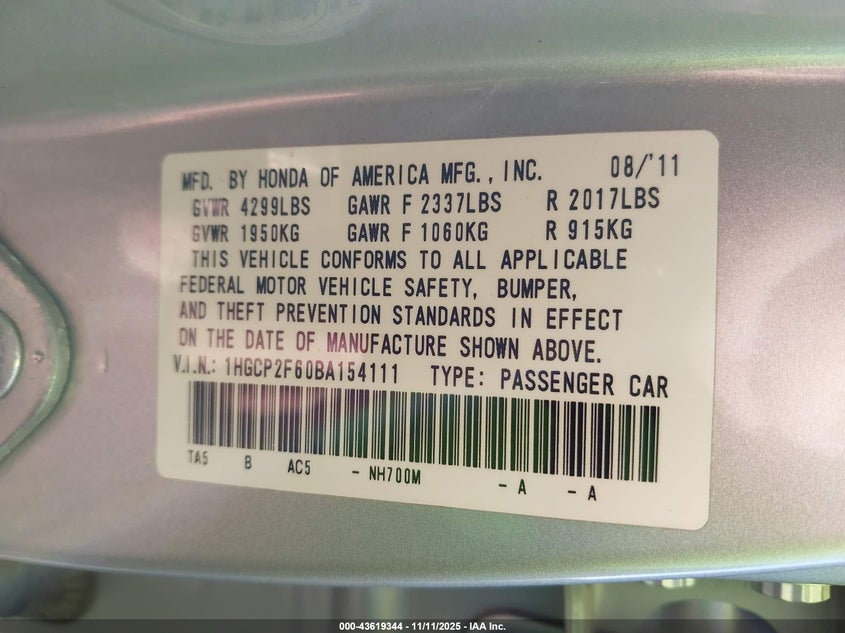 MFD. BY HONDA OF AMERICA MFG., INC. 08/'11
GVWR 4299LBS GAWR F 2337LBS R 2017LBS
GVWR 1950KG GAWR F 1060KG R 915KG
THIS VEHICLE CONFORMS TO ALL APPLICABLE
FEDERAL MOTOR VEHICLE SAFETY, BUMPER,
AND THEFT PREVENTION STANDARDS IN EFFECT
ON THE DATE OF MANUFACTURE SHOWN ABOVE.
V.I.N.: 1HGCP2F60BA154111 TYPE: PASSENGER CAR
TA5 B AC5 - NH700M - A - A
000-43619344 - 11/11/2025 - IAA Inc.